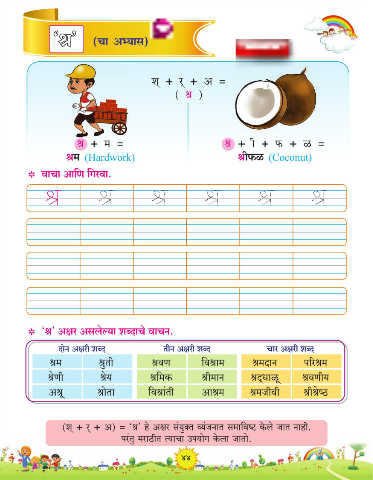 "श्र" (चा अभ्यास)
श् + र् + अ =
( श्र )
श्र + म =
श्रम (Hardwork)
श्र + ी + फ + ळ =
श्रीफळ (Coconut)
❊ वाचा आणि गिरवा.
श्र श्र श्र श्र श्र श्र
❊ 'श्र' अक्षर असलेल्या शब्दाचे वाचन.
दोन अक्षरी शब्द तीन अक्षरी शब्द चार अक्षरी शब्द
श्रम श्रुती श्रवण विश्राम श्रमदान परिश्रम
श्रेणी श्रेय श्रमिक श्रीमान श्रद्धाळू श्रवणीय
अश्रू श्रोता विश्रांती आश्रम श्रमजीवी श्रीश्रेष्ठ
(श् + र् + अ) = 'श्र' हे अक्षर संयुक्त व्यंजनात समाविष्ट केले जात नाही.
परंतु मराठीत त्याचा उपयोग केला जातो.
४४